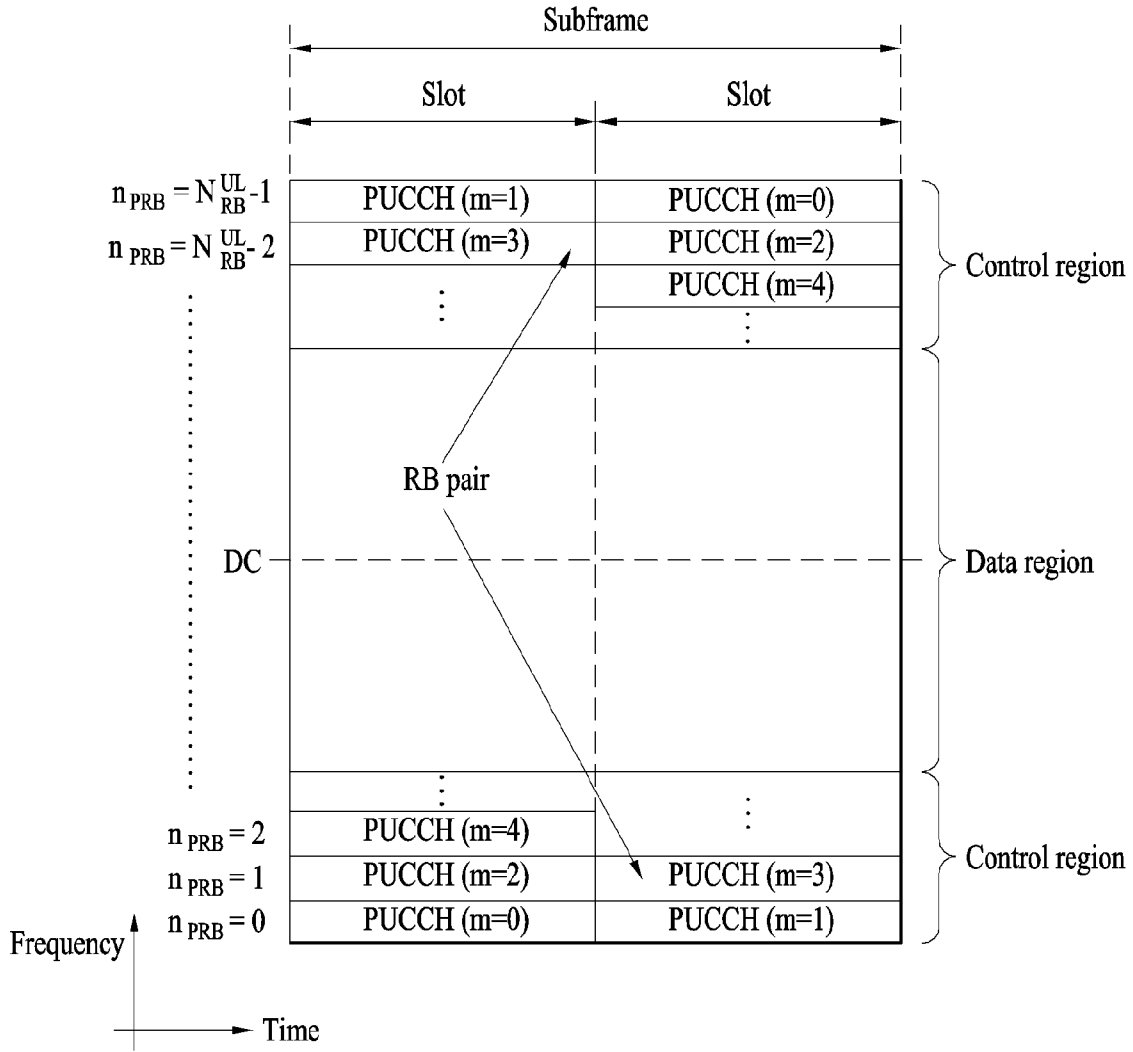 Subframe
Slot Slot
n PRB = N UL RB -1 PUCCH (m=1) PUCCH (m=0)
n PRB = N UL RB - 2 PUCCH (m=3) PUCCH (m=2)
PUCCH (m=4)
Control region
RB pair
DC
Data region
n PRB = 2 PUCCH (m=4)
n PRB = 1 PUCCH (m=2) PUCCH (m=3)
Control region
n PRB = 0 PUCCH (m=0) PUCCH (m=1)
Frequency
Time